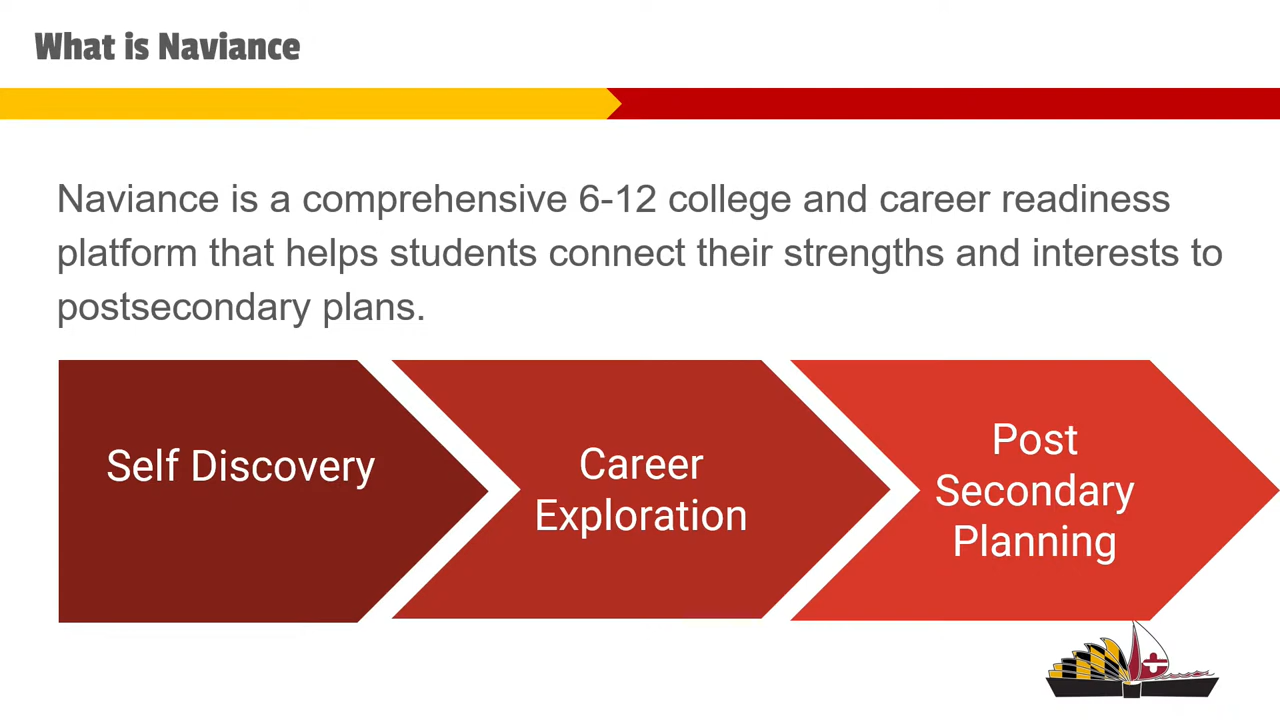 What is Naviance
Naviance is a comprehensive 6-12 college and career readiness
platform that helps students connect their strengths and interests to
postsecondary plans.
Self Discovery
Career
Exploration
Post
Secondary
Planning